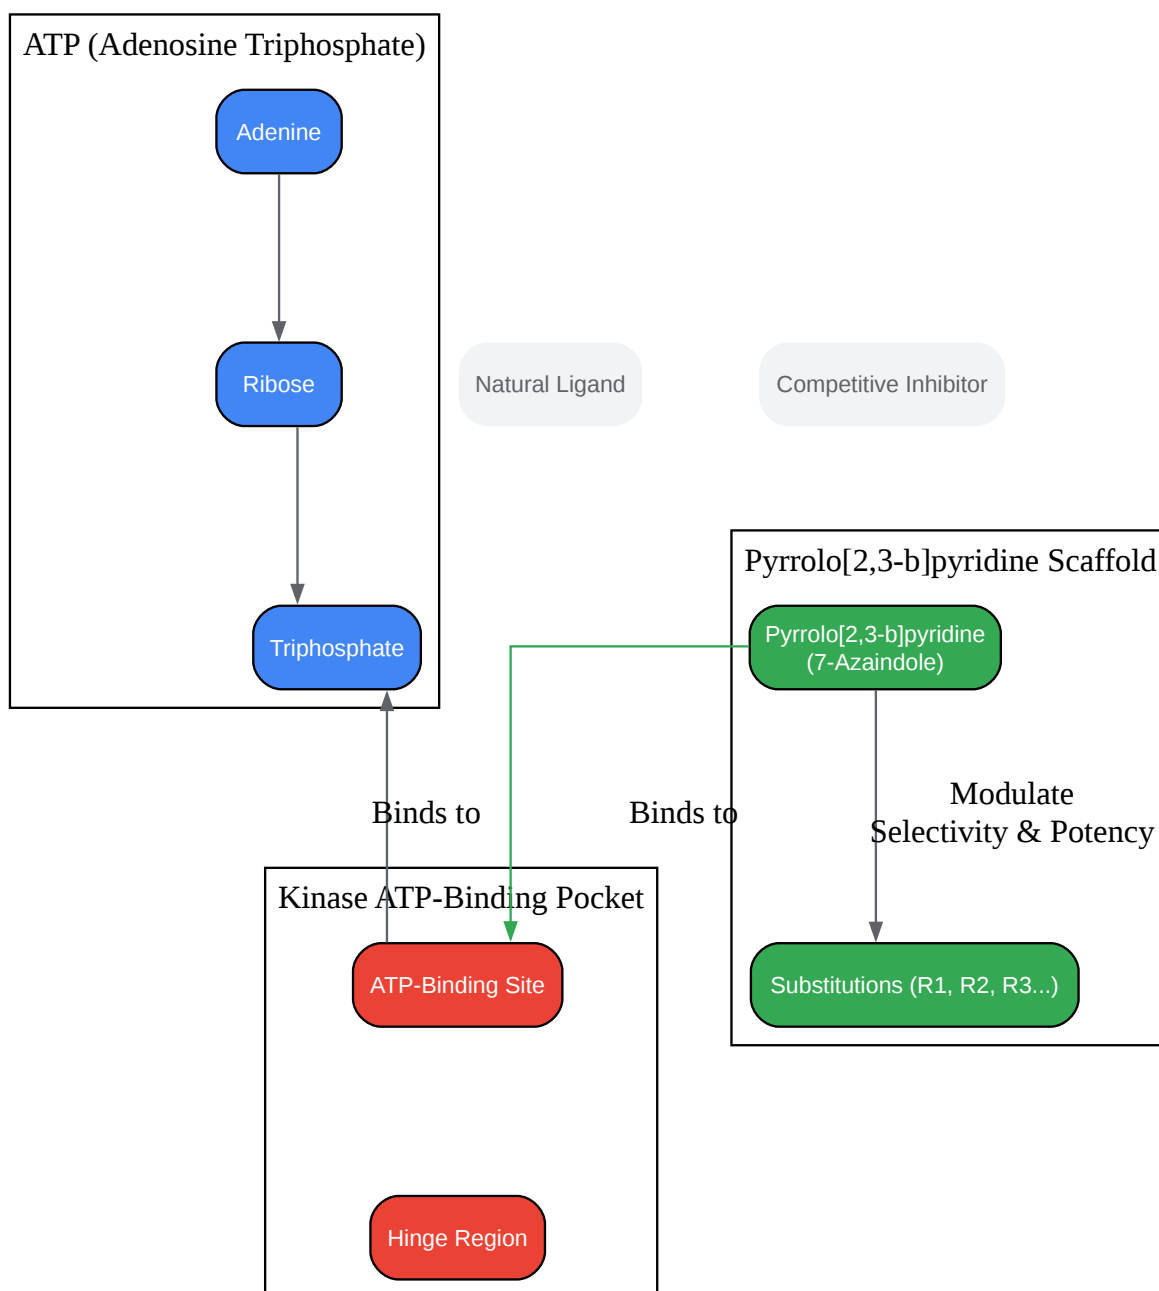 ATP (Adenosine Triphosphate)
Adenine
Ribose
Natural Ligand
Competitive Inhibitor
Triphosphate
Pyrrolo[2,3-b]pyridine Scaffold
Pyrrolo[2,3-b]pyridine
(7-Azaindole)
Binds to
Binds to
Modulate
Selectivity & Potency
Kinase ATP-Binding Pocket
ATP-Binding Site
Substitutions (R1, R2, R3...)
Hinge Region